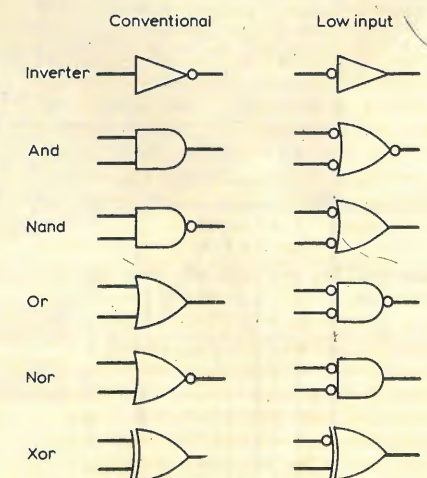 Conventional Low input
Inverter
And
Nand
Or
Nor
Xor